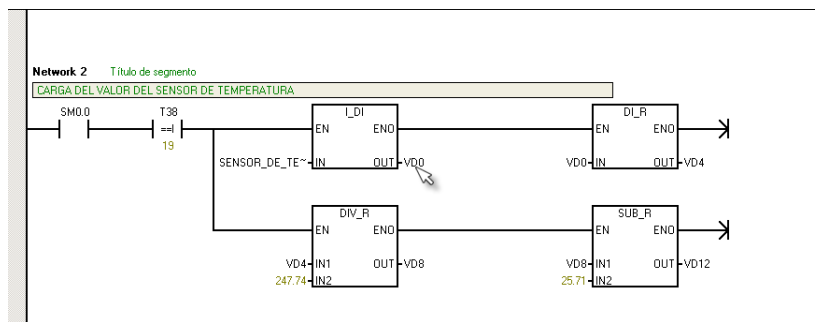 Network 2 Título de segmento
CARGA DEL VALOR DEL SENSOR DE TEMPERATURA
SM0.0 T38 I_DI DI_R
==I EN ENO EN ENO
19
SENSOR_DE_TE~ IN OUT VD0 VD0 IN OUT VD4
DIV_R SUB_R
EN ENO EN ENO
VD4 IN1 OUT VD8 VD8 IN1 OUT VD12
247.74 IN2 25.71 IN2